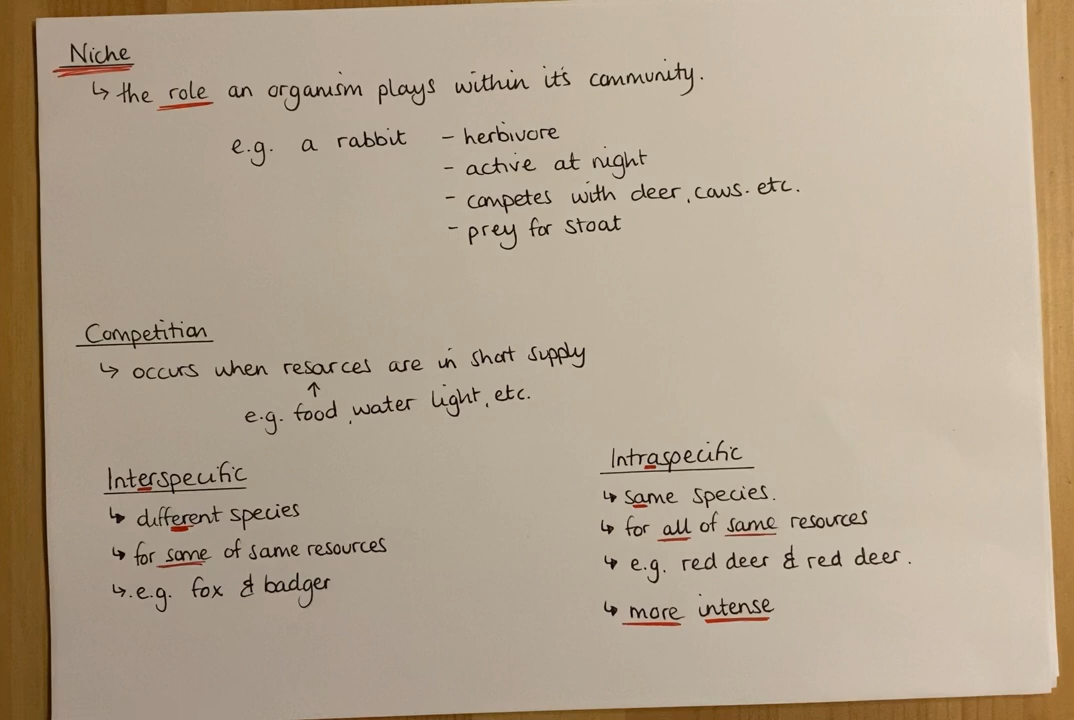 Niche
↳ the role an organism plays within it's community.
e.g. a rabbit - herbivore
- active at night
- competes with deer, cows. etc.
- prey for stoat
Competition
↳ occurs when resources are in short supply
↑
e.g. food, water light, etc.
Interspecific
↳ different species
↳ for some of same resources
↳ e.g. fox & badger
Intraspecific
↳ same species.
↳ for all of same resources
↳ e.g. red deer & red deer.
↳ more intense